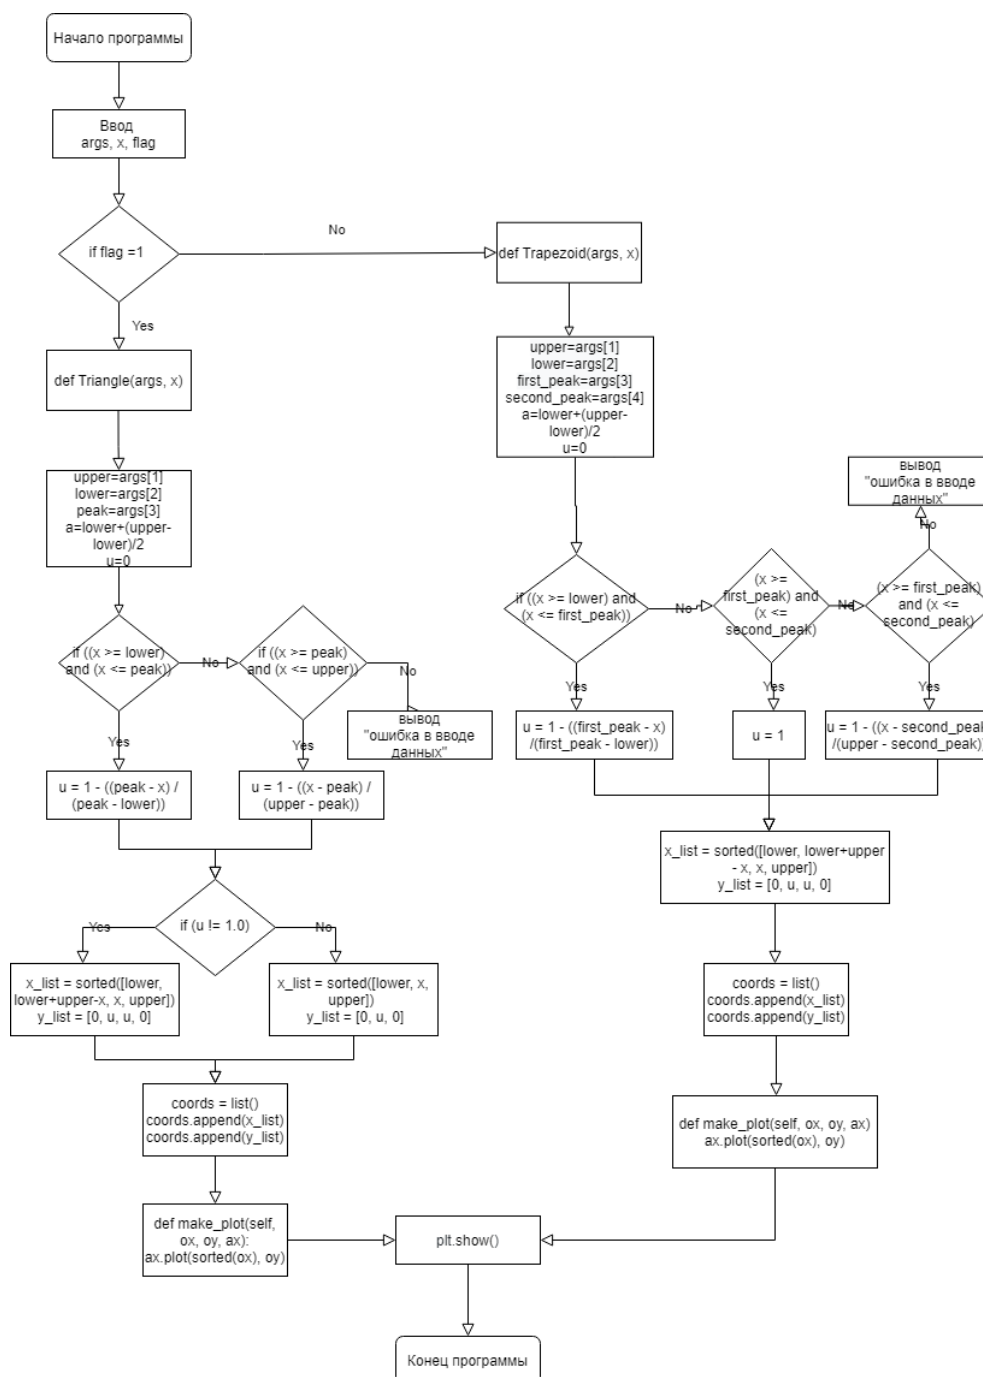 Начало программы
Ввод
args, x, flag
if flag =1
No
Yes
def Triangle(args, x)
upper=args[1]
lower=args[2]
peak=args[3]
a=lower+(upper-
lower)/2
u=0
if ((x >= lower)
and (x <= peak))
No
if ((x >= peak)
and (x <= upper))
No
вывод
"ошибка в вводе
данных"
Yes
Yes
u = 1 - ((peak - x) /
(peak - lower))
u = 1 - ((x - peak) /
(upper - peak))
if (u != 1.0)
Yes
No
x_list = sorted([lower,
lower+upper-x, x, upper])
y_list = [0, u, u, 0]
x_list = sorted([lower, x,
upper])
y_list = [0, u, 0]
coords = list()
coords.append(x_list)
coords.append(y_list)
def make_plot(self,
ox, oy, ax):
ax.plot(sorted(ox), oy)
def Trapezoid(args, x)
upper=args[1]
lower=args[2]
first_peak=args[3]
second_peak=args[4]
a=lower+(upper-
lower)/2
u=0
if ((x >= lower) and
(x <= first_peak))
No
(x >=
first_peak) and
(x <=
second_peak)
No
(x >= first_peak)
and (x <=
second_peak)
No
вывод
"ошибка в вводе
данных"
Yes
Yes
Yes
u = 1 - ((first_peak - x)
/(first_peak - lower))
u = 1
u = 1 - ((x - second_peak)
/(upper - second_peak))
x_list = sorted([lower, lower+upper
- x, x, upper])
y_list = [0, u, u, 0]
coords = list()
coords.append(x_list)
coords.append(y_list)
def make_plot(self, ox, oy, ax)
ax.plot(sorted(ox), oy)
plt.show()
Конец программы